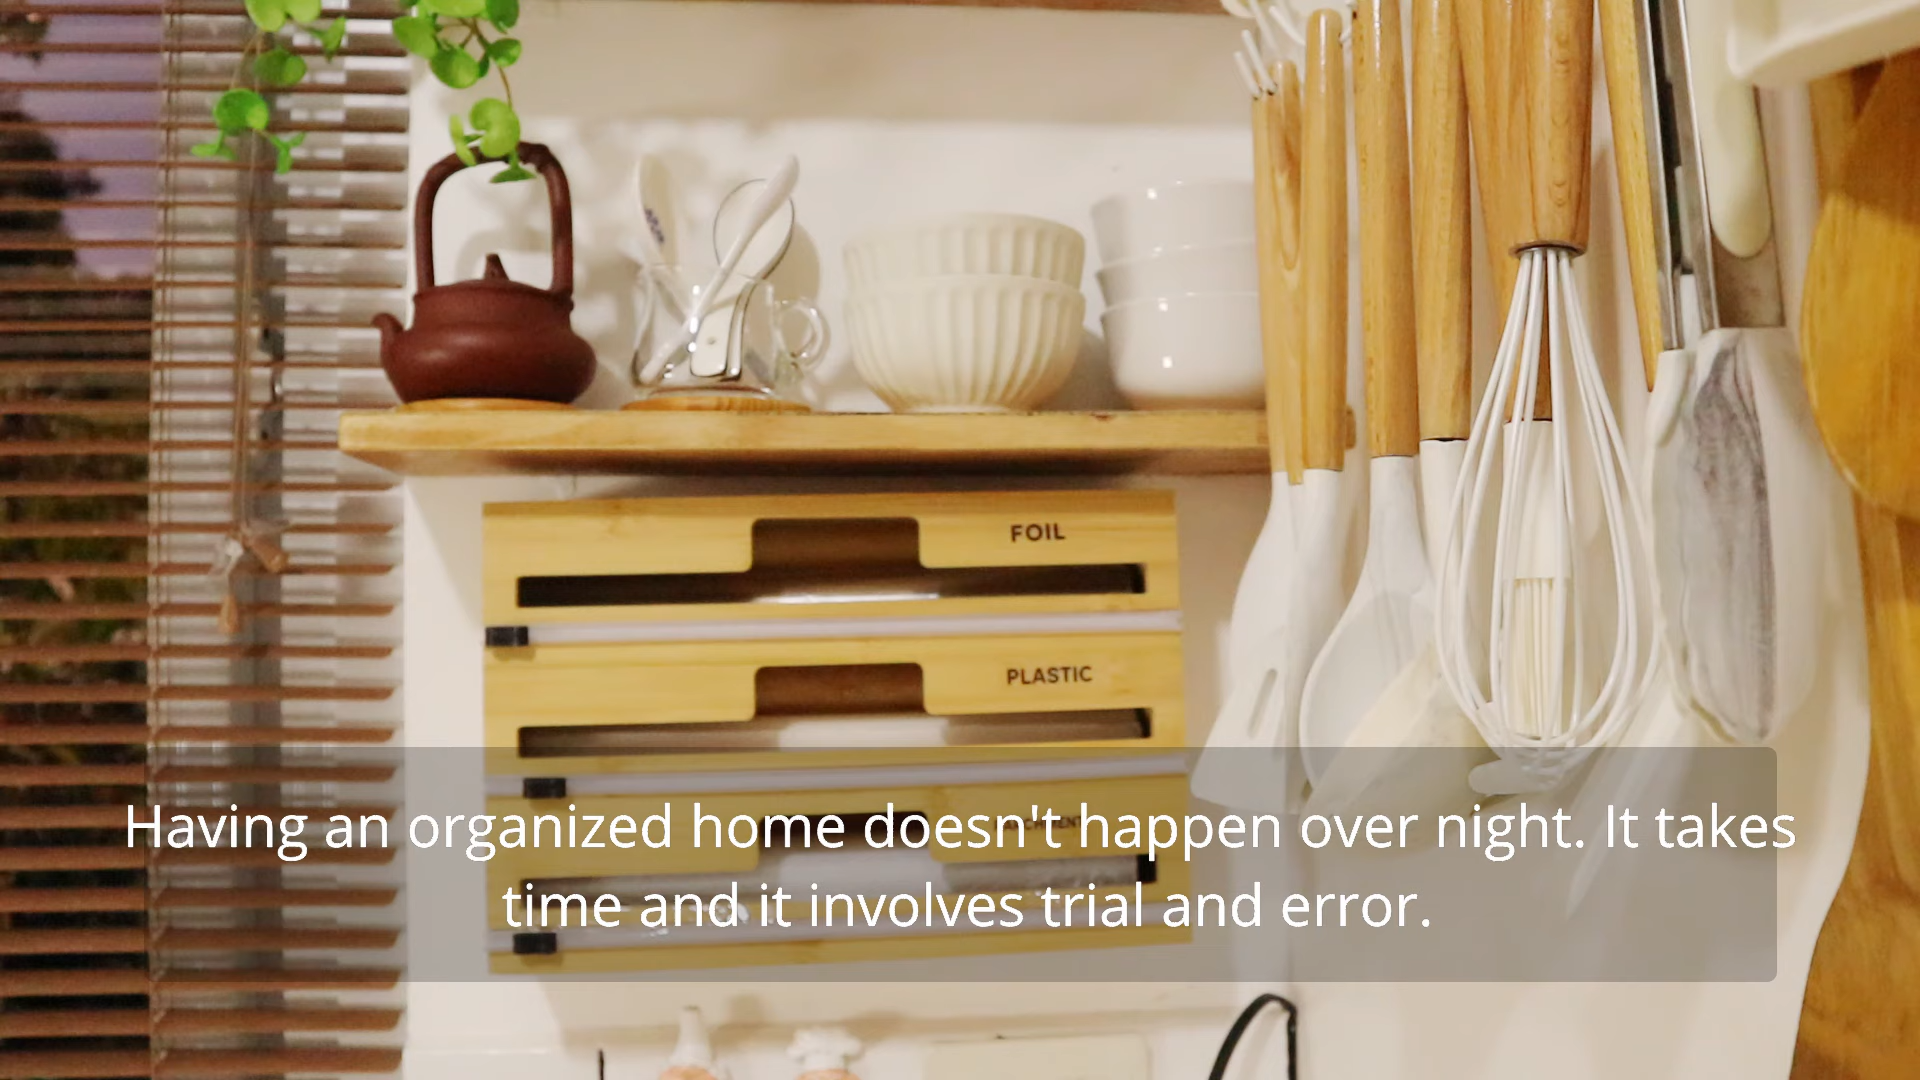 FOIL
PLASTIC
Having an organized home doesn't happen over night. It takes
time and it involves trial and error.